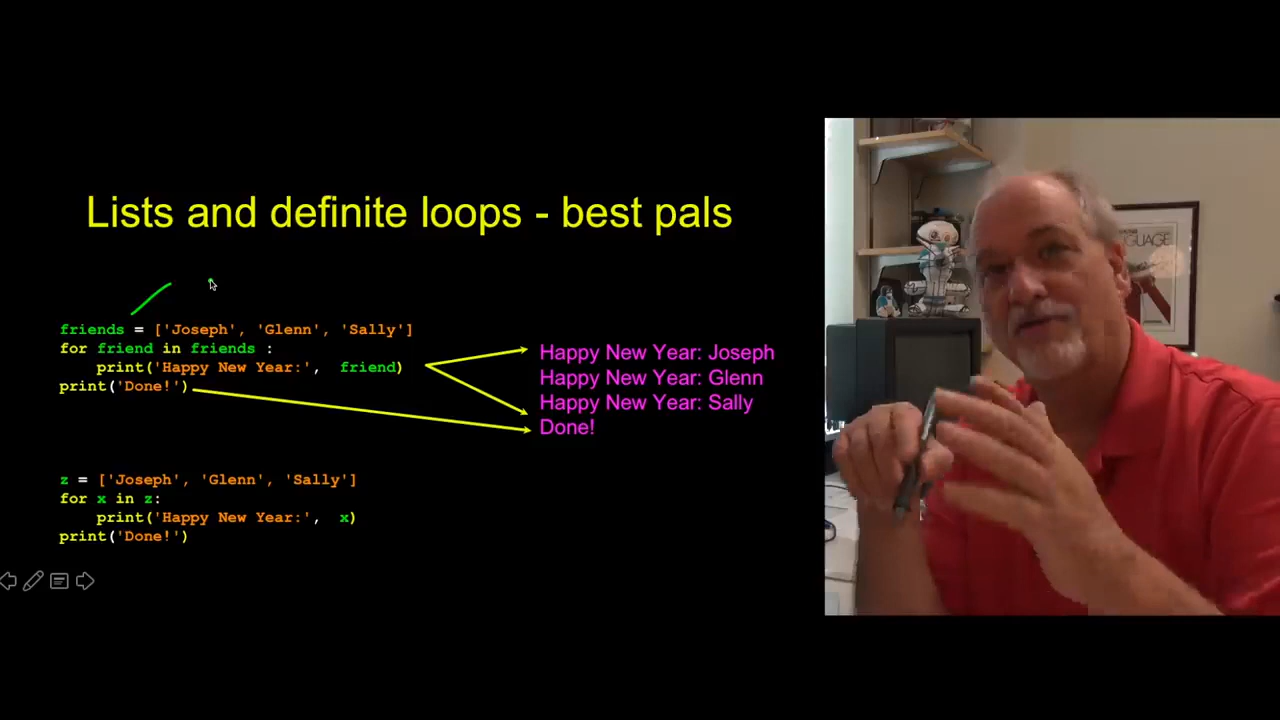 Lists and definite loops - best pals
friends = ['Joseph', 'Glenn', 'Sally']
for friend in friends :
    print('Happy New Year:',  friend)
print('Done!')
Happy New Year: Joseph
Happy New Year: Glenn
Happy New Year: Sally
Done!
z = ['Joseph', 'Glenn', 'Sally']
for x in z:
    print('Happy New Year:',  x)
print('Done!')